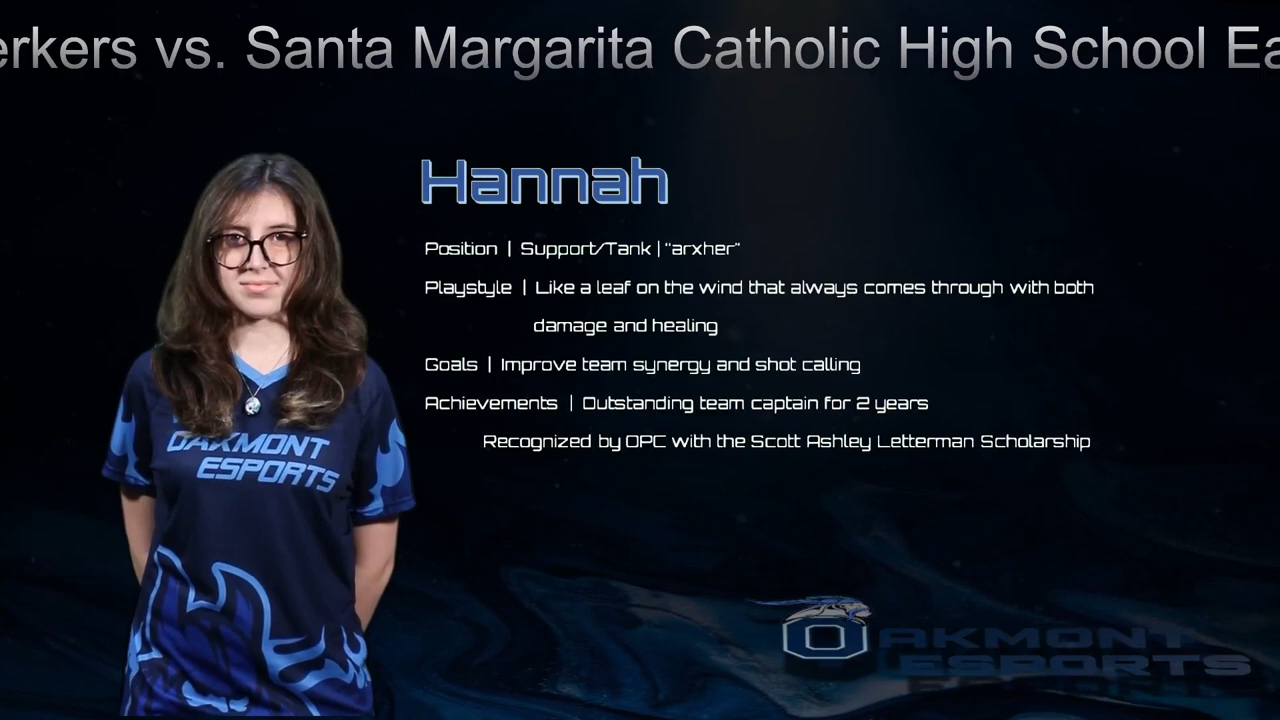 erkers vs. Santa Margarita Catholic High School Ea
Hannah
Position | Support/Tank | "arxher"
Playstyle | Like a leaf on the wind that always comes through with both
damage and healing
Goals | Improve team synergy and shot calling
Achievements | Outstanding team captain for 2 years
Recognized by OPC with the Scott Ashley Letterman Scholarship
OAKMONT
ESPORTS
OAKMONT
ESPORTS